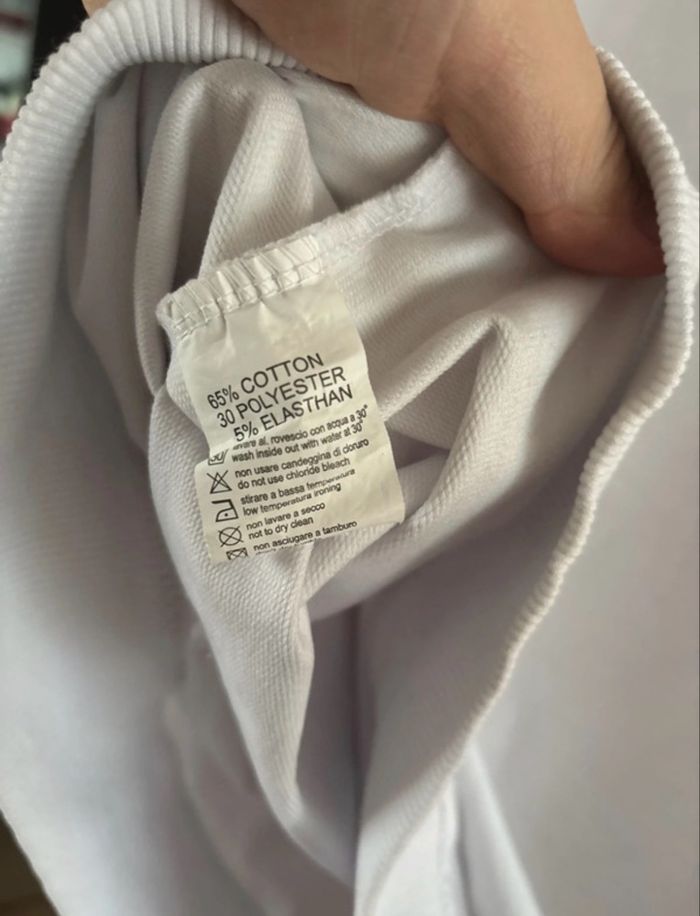 65% COTTON
30 POLYESTER
5% ELASTHAN
lavare al. rovescio con acqua a 30°
wash inside out with water at 30°
non usare candeggina di cloruro
do not use chloride bleach
stirare a bassa temperatura
low temperature ironing
non lavare a secco
not to dry clean
non asciugare a tamburo